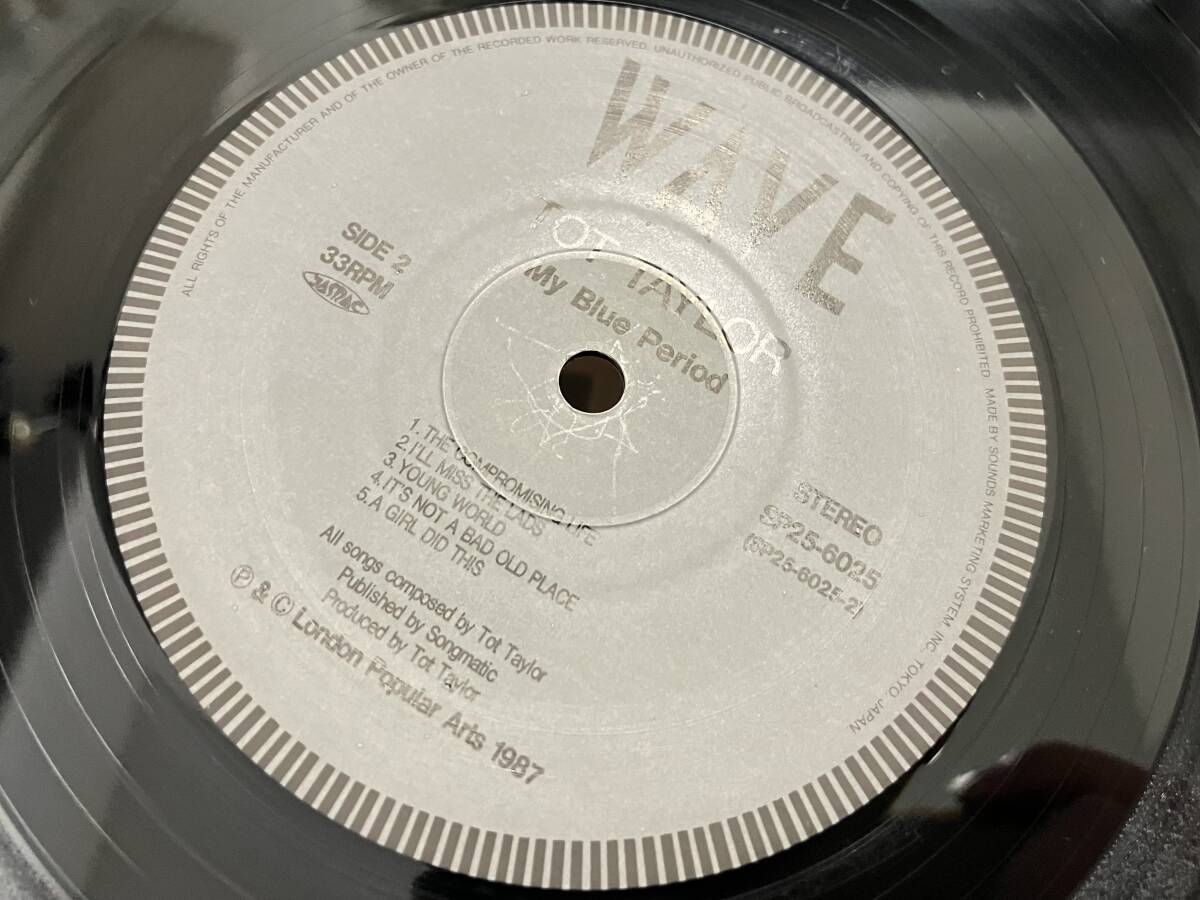 ALL RIGHTS OF THE MANUFACTURER AND OF THE OWNER OF THE RECORDED WORK RESERVED. UNAUTHORIZED PUBLIC BROADCASTING AND COPYING OF THIS RECORD PROHIBITED. MADE BY SOUNDS MARKETING SYSTEM INC. TOKYO, JAPAN
WAVE
TOT TAYLOR
My Blue Period
SIDE 2
33RPM
JASRAC
STEREO
SP25-6025
(SP25-6025-2)
1. THE COMPROMISING LIFE
2. I'LL MISS THE LADS
3. YOUNG WORLD
4. IT'S NOT A BAD OLD PLACE
5. A GIRL DID THIS
All songs composed by Tot Taylor
Published by Songmatic
Produced by Tot Taylor
℗ & © London Popular Arts 1987